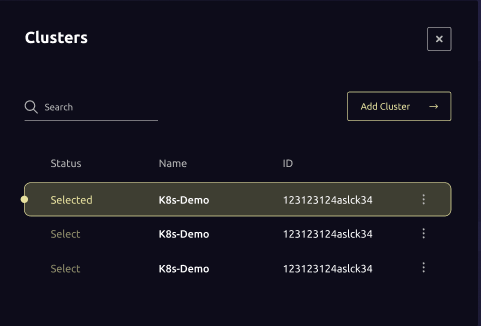 Clusters
Search
Add Cluster →
Status Name ID
Selected K8s-Demo 123123124aslck34
Select K8s-Demo 123123124aslck34
Select K8s-Demo 123123124aslck34